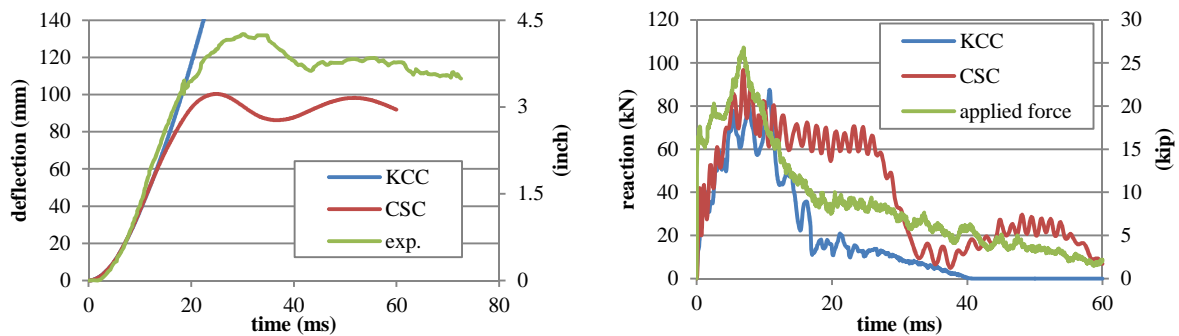 140
120
100
80
60
40
20
0
deflection (mm)
4.5
3
1.5
0
(inch)
KCC
CSC
exp.
0 20 40 60 80
time (ms)
120
100
80
60
40
20
0
reaction (kN)
30
25
20
15
10
5
0
(kip)
KCC
CSC
applied force
0 20 40 60
time (ms)